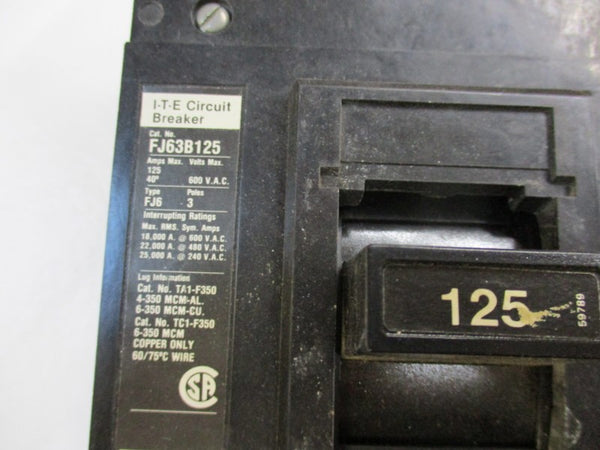 I-T-E Circuit
Breaker
Cat. No.
FJ63B125
Amps Max. Volts Max.
125
40° 600 V.A.C.
Type Poles
FJ6 3
Interrupting Ratings
Max. RMS. Sym. Amps
18,000 A. @ 600 V.A.C.
22,000 A. @ 480 V.A.C.
25,000 A. @ 240 V.A.C.
Lug Information
Cat. No. TA1-F350
4-350 MCM-AL.
6-350 MCM-CU.
Cat. No. TC1-F350
6-350 MCM
COPPER ONLY
60/75°C WIRE
CSA
125
59789